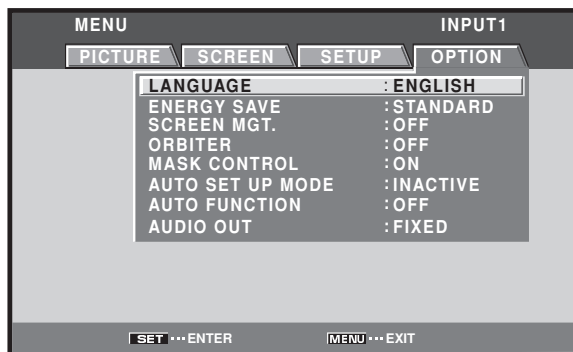 MENU INPUT1
PICTURE SCREEN SETUP OPTION
LANGUAGE :ENGLISH
ENERGY SAVE :STANDARD
SCREEN MGT. :OFF
ORBITER :OFF
MASK CONTROL :ON
AUTO SET UP MODE :INACTIVE
AUTO FUNCTION :OFF
AUDIO OUT :FIXED
SET ··· ENTER MENU ··· EXIT